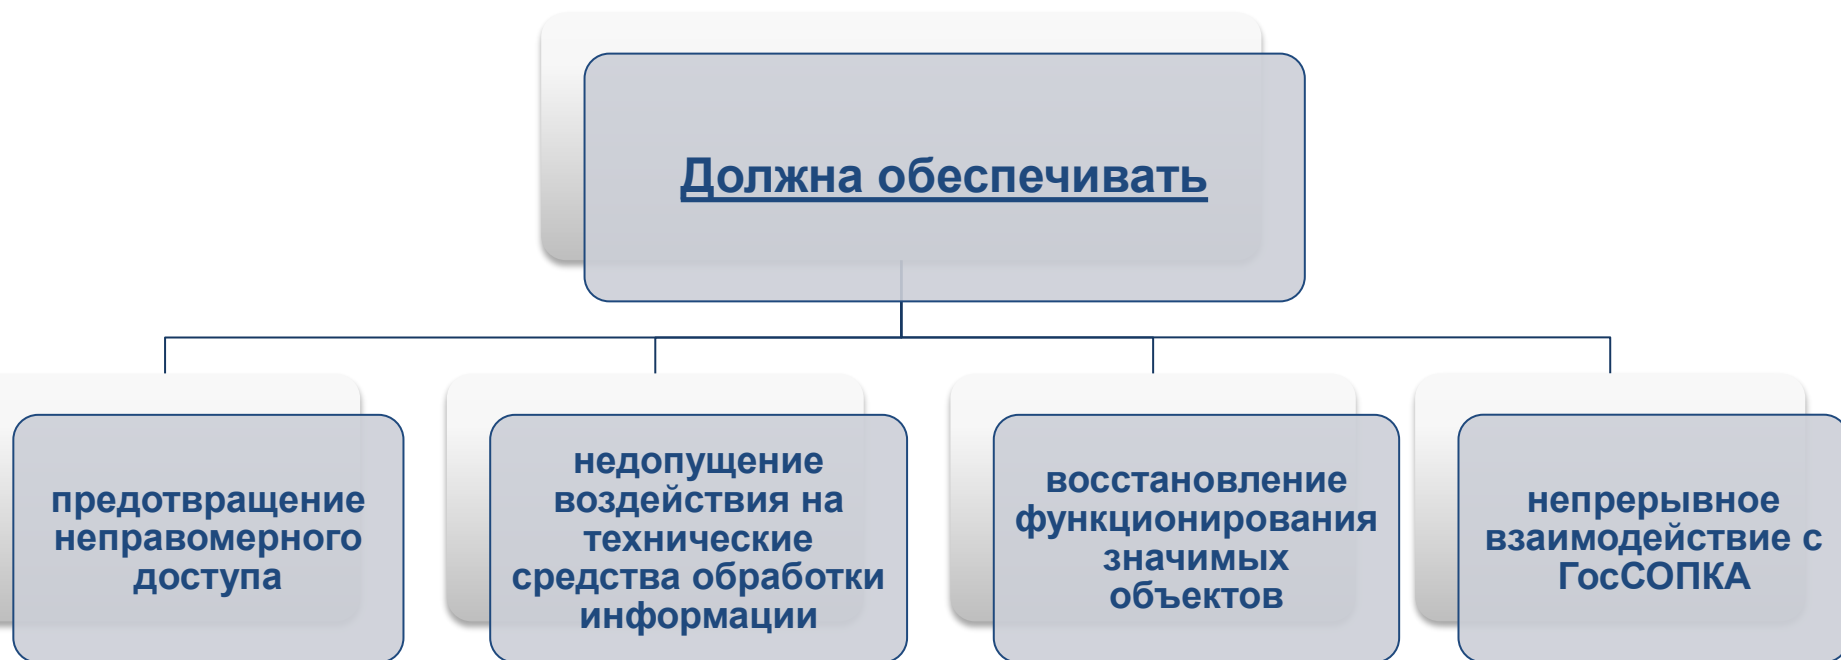 Должна обеспечивать
предотвращение
неправомерного
доступа
недопущение
воздействия на
технические
средства обработки
информации
восстановление
функционирования
значимых
объектов
непрерывное
взаимодействие с
ГосСОПКА